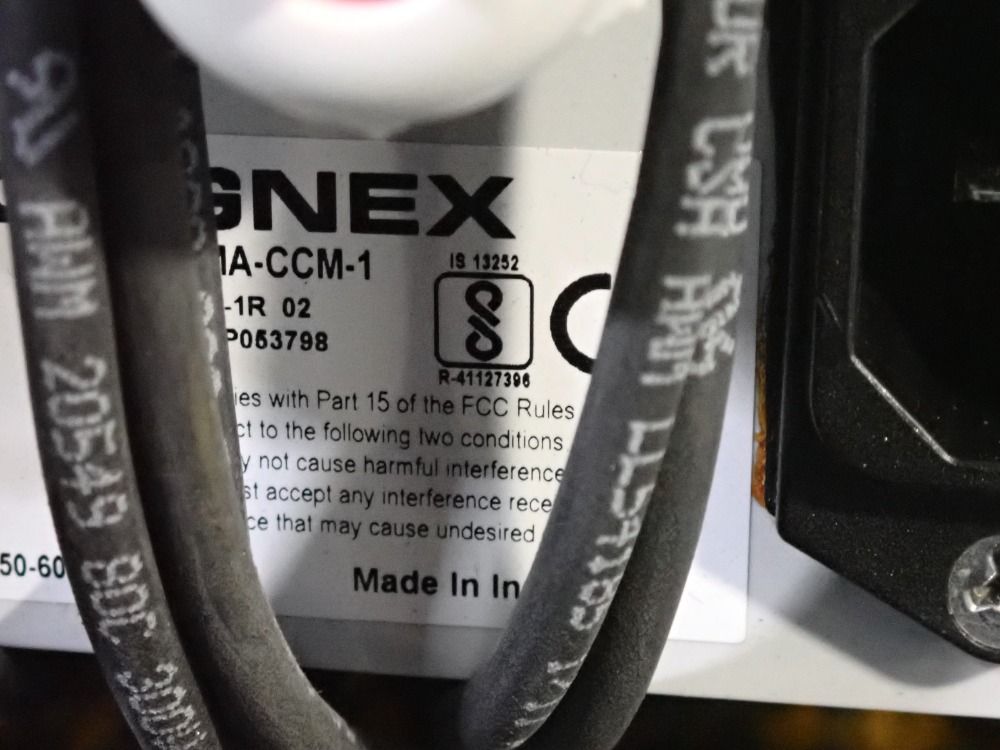 GNEX
MA-CCM-1
-1R 02
P053798
IS 13252
R-41127396
ies with Part 15 of the FCC Rules
ct to the following two conditions
y not cause harmful interference
st accept any interference rece
ce that may cause undesired
50-60
Made In In
AWM 20549 80C 300V
CSA AWM LL54185